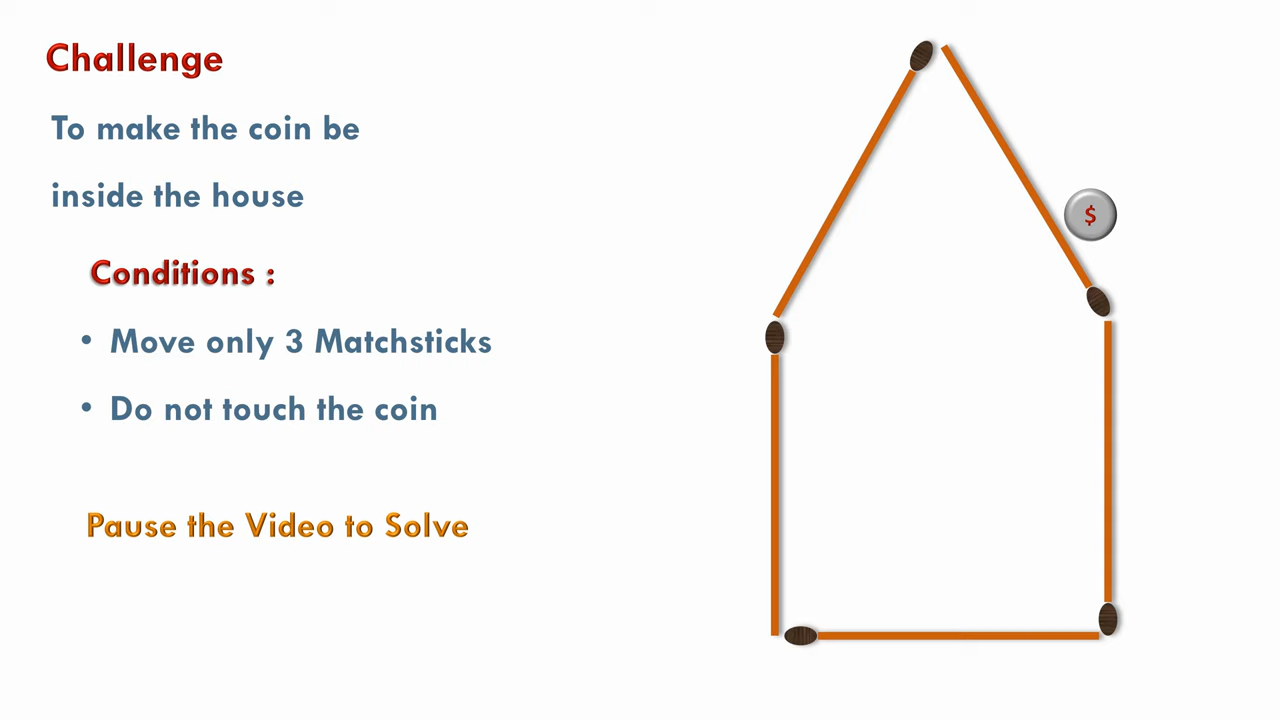 Challenge
To make the coin be
inside the house
Conditions :
• Move only 3 Matchsticks
• Do not touch the coin
Pause the Video to Solve
$